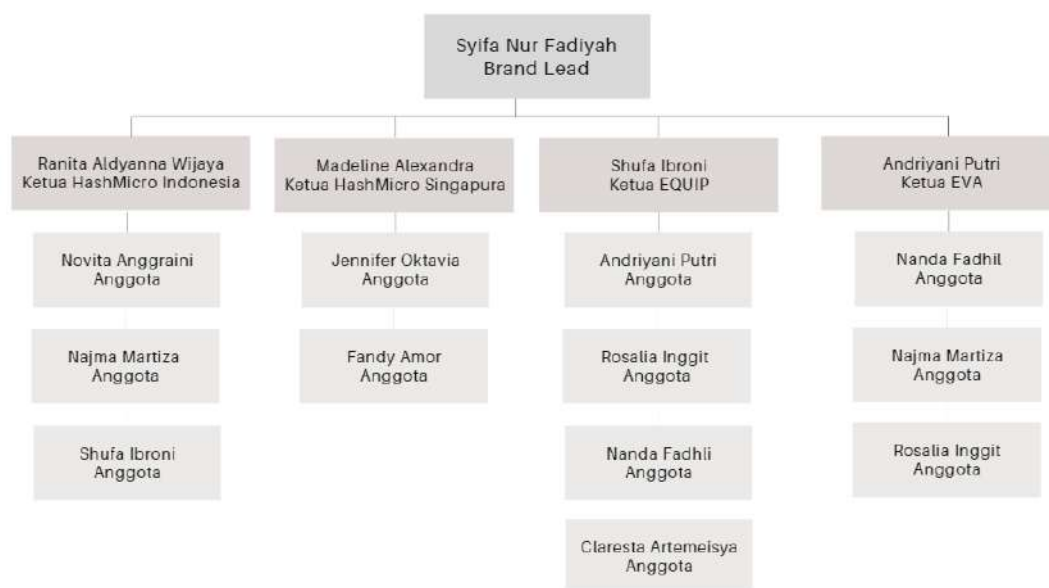 Syifa Nur Fadiyah
Brand Lead
Ranita Aldyanna Wijaya
Ketua HashMicro Indonesia
Madeline Alexandra
Ketua HashMicro Singapura
Shufa Ibroni
Ketua EQUIP
Andriyani Putri
Ketua EVA
Novita Anggraini
Anggota
Jennifer Oktavia
Anggota
Andriyani Putri
Anggota
Nanda Fadhil
Anggota
Najma Martiza
Anggota
Fandy Amor
Anggota
Rosalia Inggit
Anggota
Najma Martiza
Anggota
Shufa Ibroni
Anggota
Nanda Fadhli
Anggota
Rosalia Inggit
Anggota
Claresta Artemeisya
Anggota